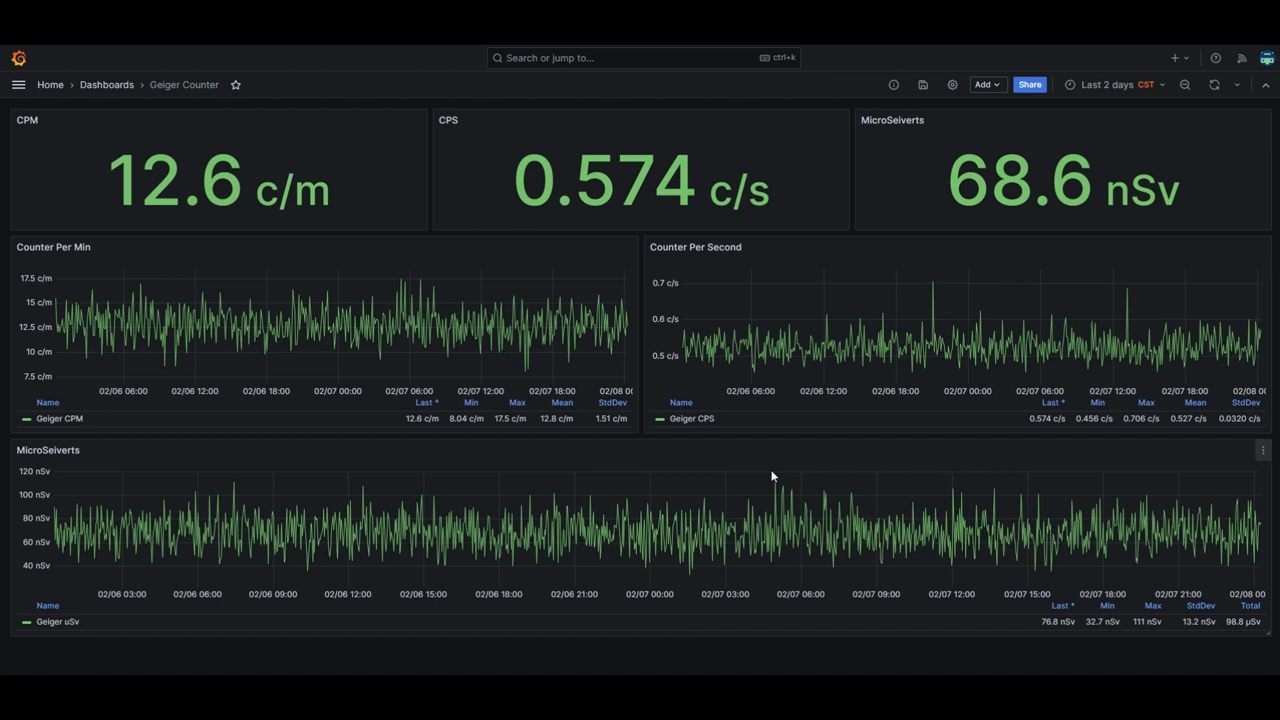 Search or jump to... ctrl+k
Home › Dashboards › Geiger Counter Add Share Last 2 days CST
CPM CPS MicroSeiverts
12.6 c/m 0.574 c/s 68.6 nSv
Counter Per Min
17.5 c/m
15 c/m
12.5 c/m
10 c/m
7.5 c/m
02/06 06:00 02/06 12:00 02/06 18:00 02/07 00:00 02/07 06:00 02/07 12:00 02/07 18:00 02/08 0(
Name Last * Min Max Mean StdDev
Geiger CPM 12.6 c/m 8.04 c/m 17.5 c/m 12.8 c/m 1.51 c/m
Counter Per Second
0.7 c/s
0.6 c/s
0.5 c/s
02/06 06:00 02/06 12:00 02/06 18:00 02/07 00:00 02/07 06:00 02/07 12:00 02/07 18:00 02/08 0(
Name Last * Min Max Mean StdDev
Geiger CPS 0.574 c/s 0.456 c/s 0.706 c/s 0.527 c/s 0.0320 c/s
MicroSeiverts
120 nSv
100 nSv
80 nSv
60 nSv
40 nSv
02/06 03:00 02/06 06:00 02/06 09:00 02/06 12:00 02/06 15:00 02/06 18:00 02/06 21:00 02/07 00:00 02/07 03:00 02/07 06:00 02/07 09:00 02/07 12:00 02/07 15:00 02/07 18:00 02/07 21:00 02/08 00
Name Last * Min Max StdDev Total
Geiger uSv 76.8 nSv 32.7 nSv 111 nSv 13.2 nSv 98.8 µSv